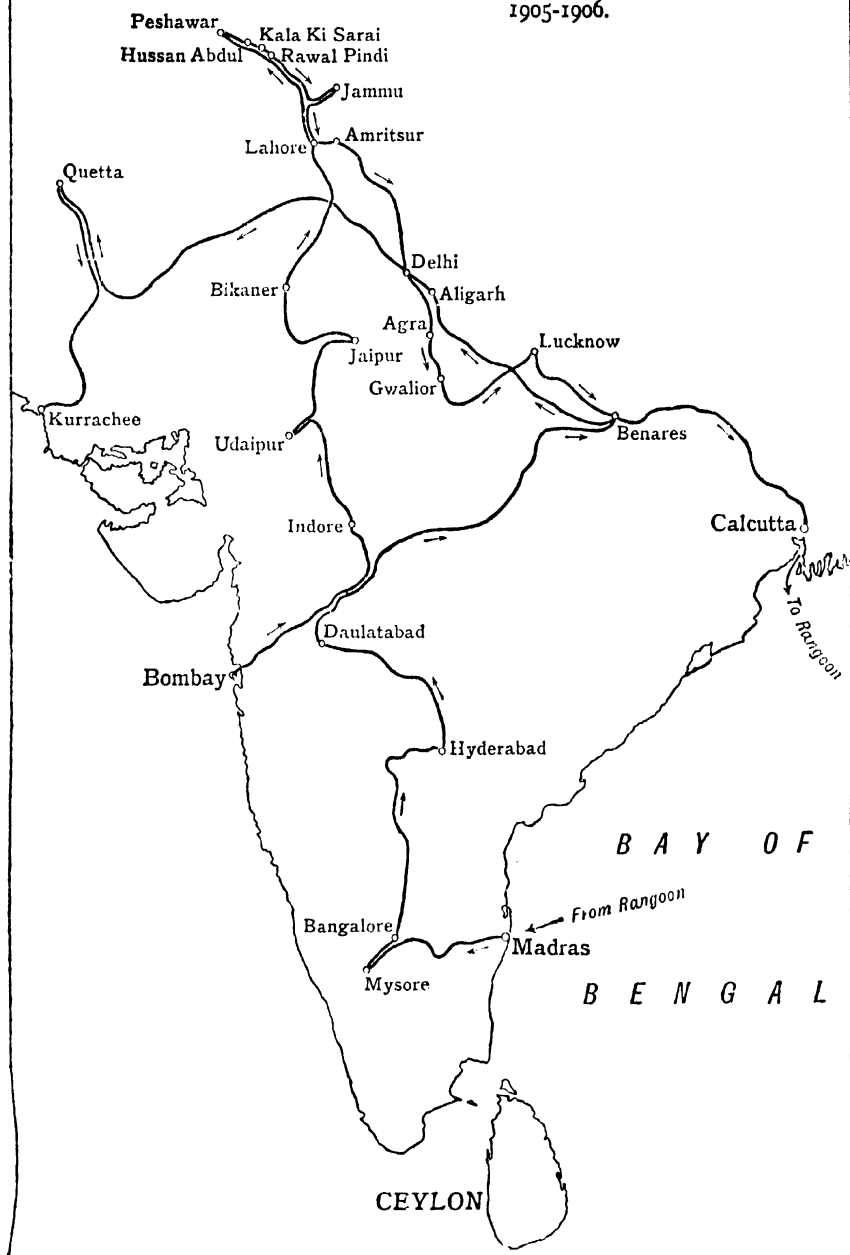 1905-1906.
Peshawar
Kala Ki Sarai
Hussan Abdul
Rawal Pindi
Jammu
Amritsur
Lahore
Quetta
Delhi
Bikaner
Aligarh
Agra
Lucknow
Jaipur
Gwalior
Kurrachee
Benares
Udaipur
Calcutta
Indore
To Rangoon
Daulatabad
Bombay
Hyderabad
BAY OF
From Rangoon
Bangalore
Madras
Mysore
BENGAL
CEYLON